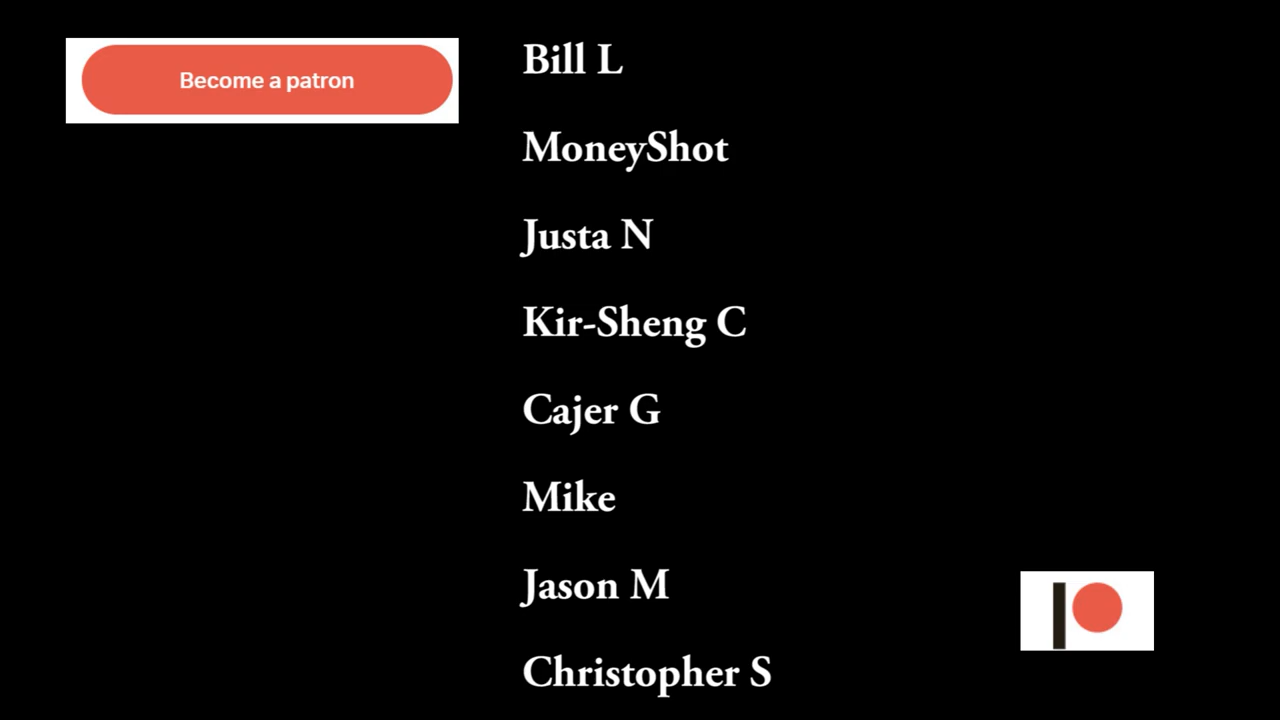 Become a patron
Bill L
MoneyShot
Justa N
Kir-Sheng C
Cajer G
Mike
Jason M
Christopher S